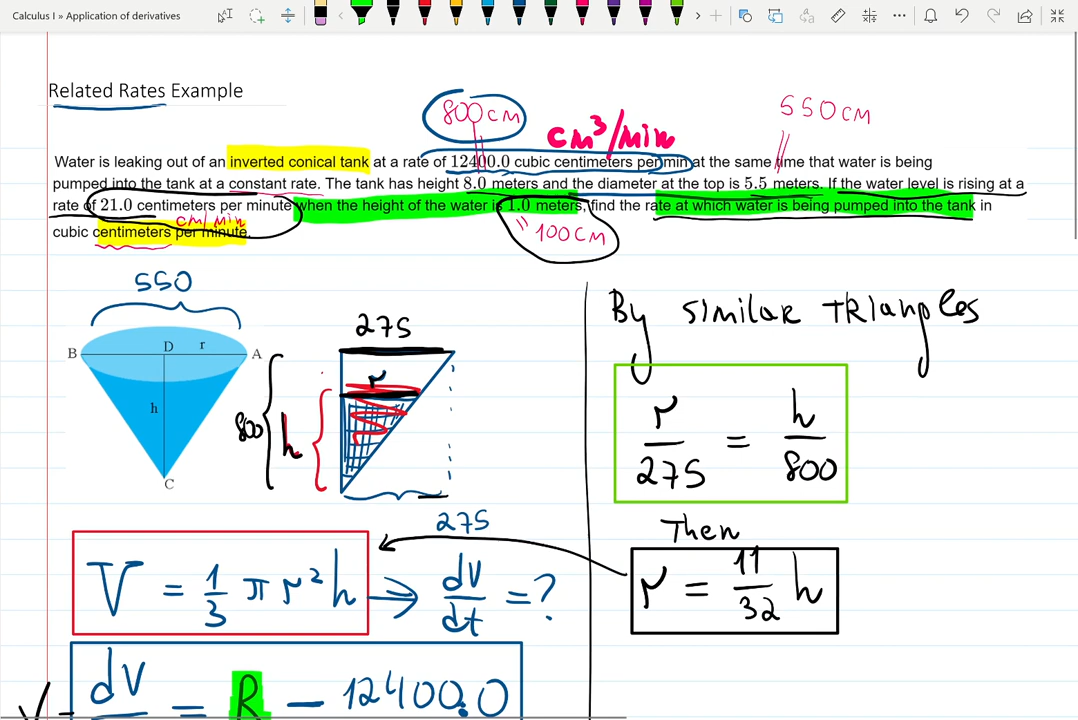 Calculus I » Application of derivatives
Related Rates Example
800 CM
550 CM
cm³/min
Water is leaking out of an inverted conical tank at a rate of 12400.0 cubic centimeters per min at the same time that water is being
pumped into the tank at a constant rate. The tank has height 8.0 meters and the diameter at the top is 5.5 meters. If the water level is rising at a
rate of 21.0 centimeters per minute when the height of the water is 1.0 meters, find the rate at which water is being pumped into the tank in
cm/min
cubic centimeters per minute.
100 CM
550
B D r A
h
C
275
r
800
h
275
By similar Triangles
r/275 = h/800
Then
r = 11/32 h
V = 1/3 π r² h ⇒ dV/dt = ?
dV = R − 12400.0